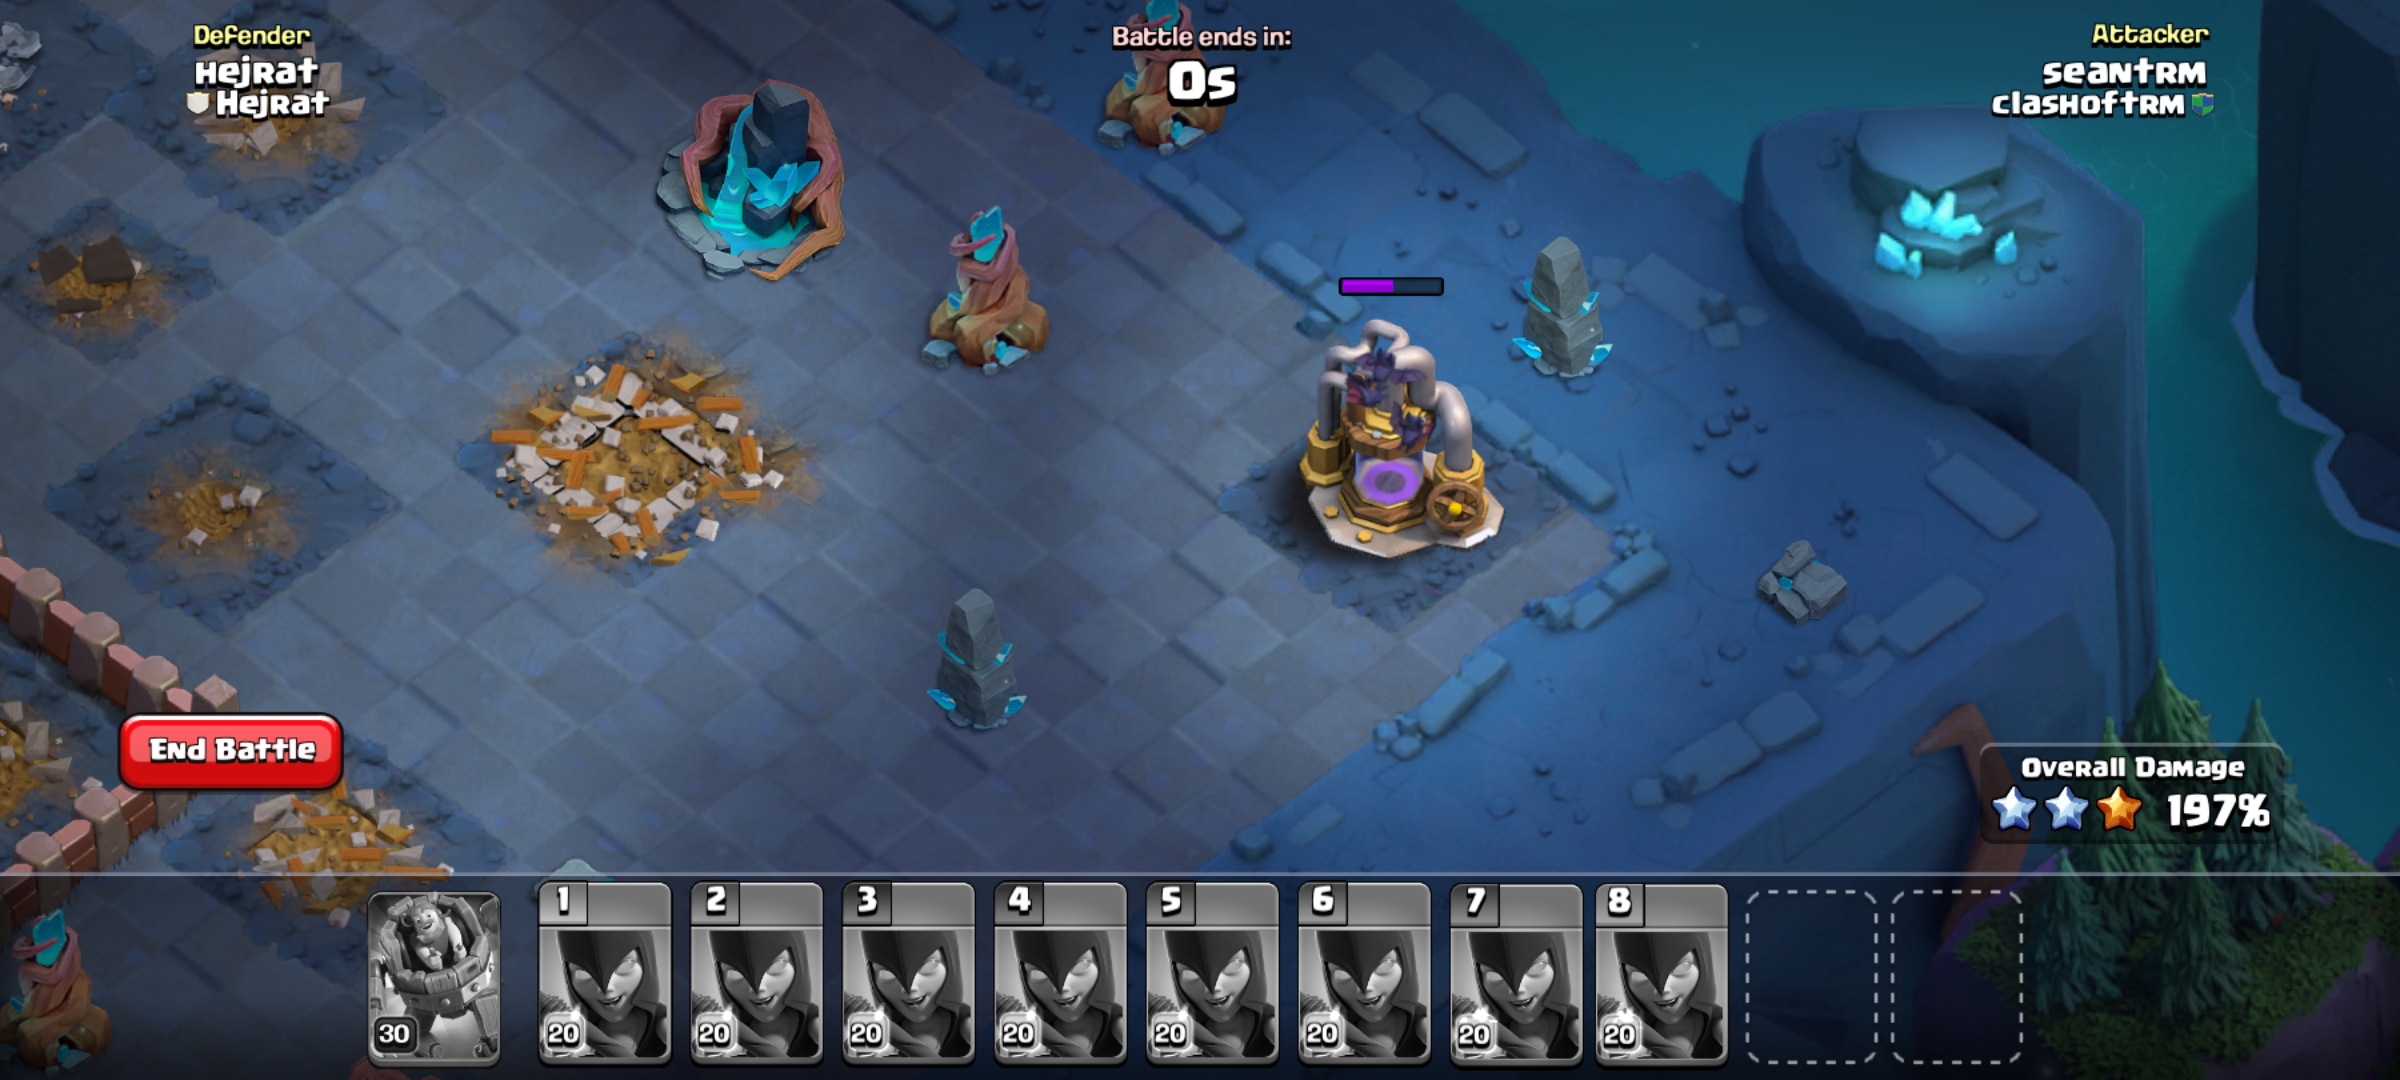 Defender
HejRat
HejRat
Battle ends in:
0s
Attacker
seantRM
clashoftRM
End Battle
Overall Damage
197%
30
1
20
2
20
3
20
4
20
5
20
6
20
7
20
8
20